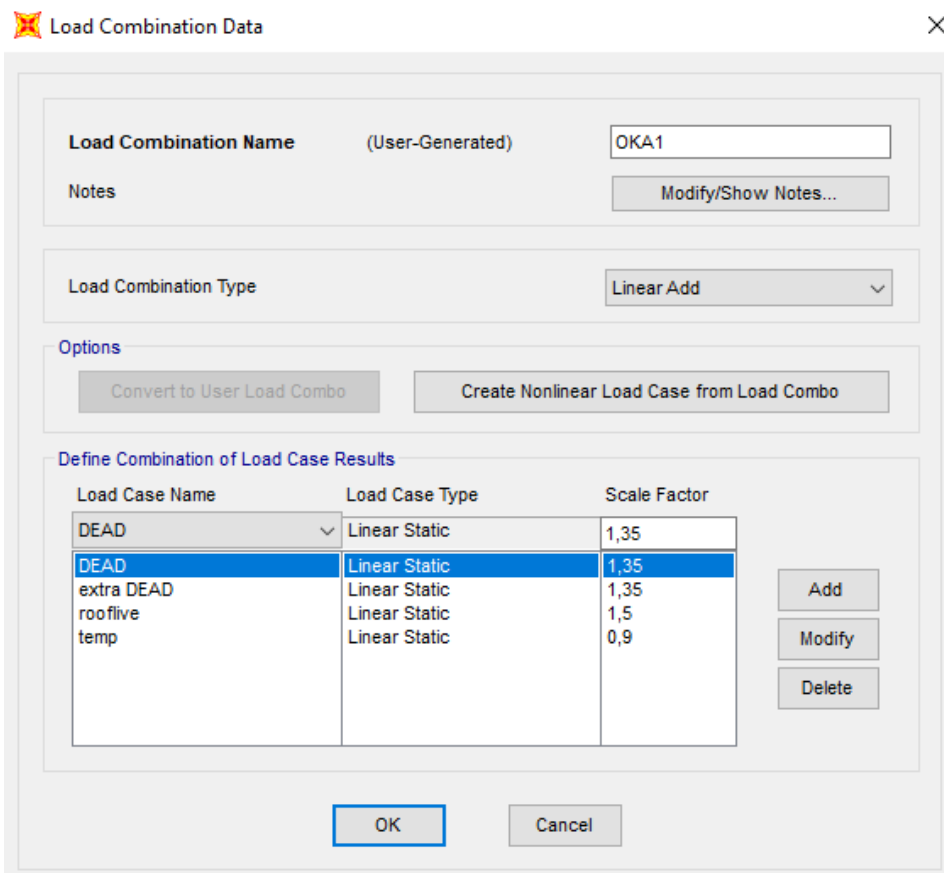 Load Combination Data
Load Combination Name (User-Generated) OKA1
Notes Modify/Show Notes...
Load Combination Type Linear Add
Options
Convert to User Load Combo Create Nonlinear Load Case from Load Combo
Define Combination of Load Case Results
Load Case Name Load Case Type Scale Factor
DEAD Linear Static 1,35
DEAD Linear Static 1,35
extra DEAD Linear Static 1,35
rooflive Linear Static 1,5
temp Linear Static 0,9
Add
Modify
Delete
OK Cancel